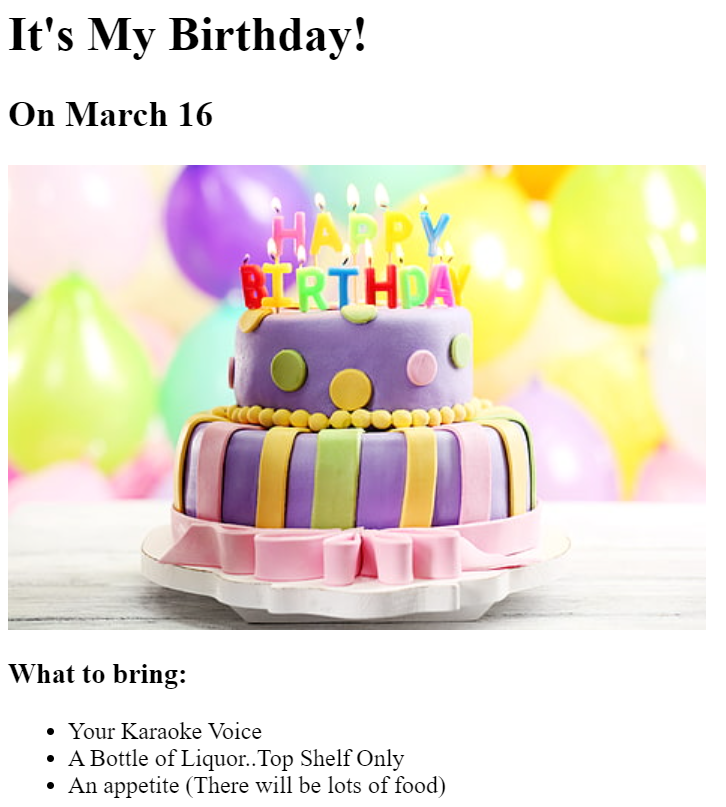 It's My Birthday!
On March 16
HAPPY
BIRTHDAY
What to bring:
Your Karaoke Voice
A Bottle of Liquor..Top Shelf Only
An appetite (There will be lots of food)